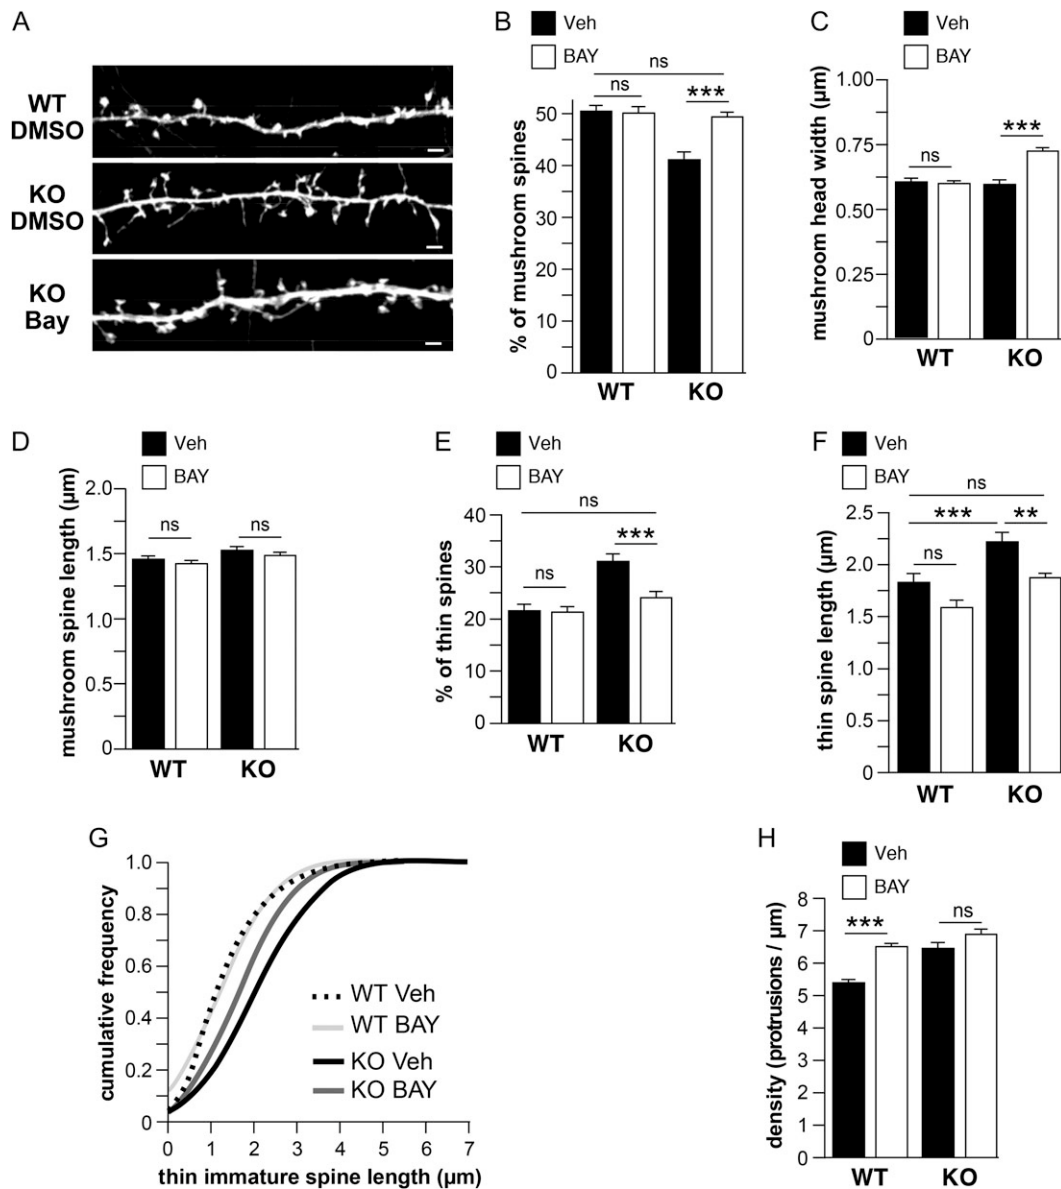 A
WT
DMSO
KO
DMSO
KO
Bay
B
Veh
BAY
ns
ns
***
% of mushroom spines
50
40
30
20
10
0
WT
KO
C
Veh
BAY
ns
***
mushroom head width (µm)
1.00
0.75
0.50
0.25
0
WT
KO
D
Veh
BAY
ns
ns
mushroom spine length (µm)
2.0
1.5
1.0
0.5
0
WT
KO
E
Veh
BAY
ns
ns
***
% of thin spines
40
30
20
10
0
WT
KO
F
Veh
BAY
ns
***
**
ns
thin spine length (µm)
2.5
2
1.5
1
0.5
0
WT
KO
G
cumulative frequency
1.0
0.8
0.6
0.4
0.2
0
WT Veh
WT BAY
KO Veh
KO BAY
0 1 2 3 4 5 6 7
thin immature spine length (µm)
H
Veh
BAY
***
ns
density (protrusions / µm)
8
7
6
5
4
3
2
1
0
WT
KO